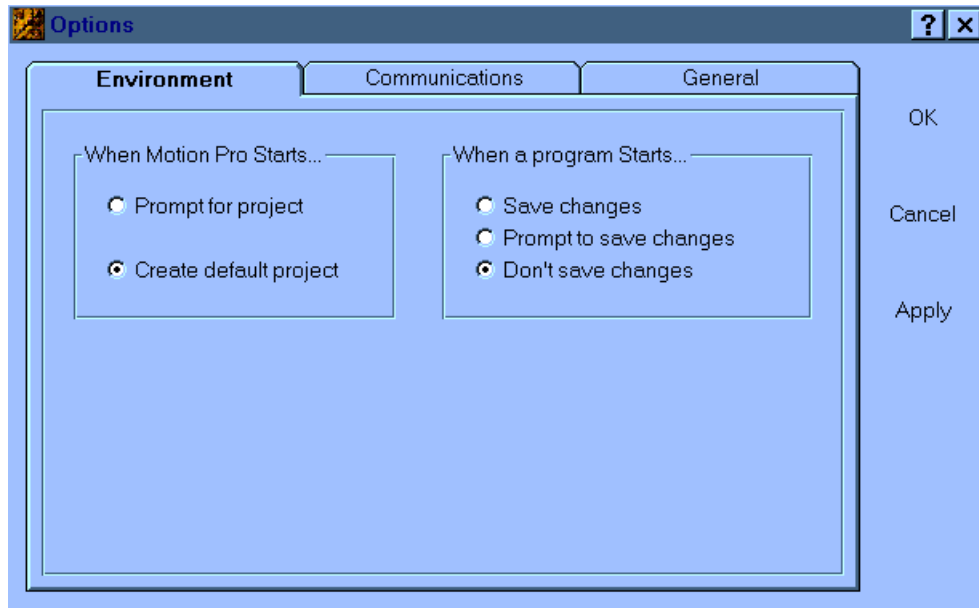 Options
Environment
Communications
General
When Motion Pro Starts...
Prompt for project
Create default project
When a program Starts...
Save changes
Prompt to save changes
Don't save changes
OK
Cancel
Apply